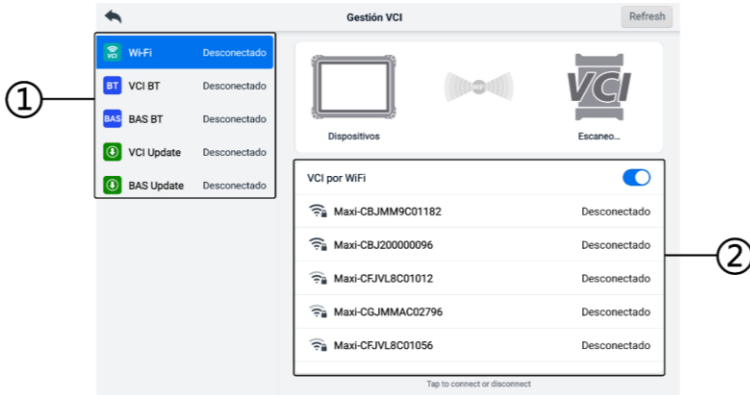 Gestión VCI
Refresh
①
VCI
Wi-Fi Desconectado
BT VCI BT Desconectado
BAS BAS BT Desconectado
VCI Update Desconectado
BAS Update Desconectado
VCI
Dispositivos
Escaneo...
②
VCI por WiFi
Maxi-CBJMM9C01182 Desconectado
Maxi-CBJ200000096 Desconectado
Maxi-CFJVL8C01012 Desconectado
Maxi-CGJMMAC02796 Desconectado
Maxi-CFJVL8C01056 Desconectado
Tap to connect or disconnect